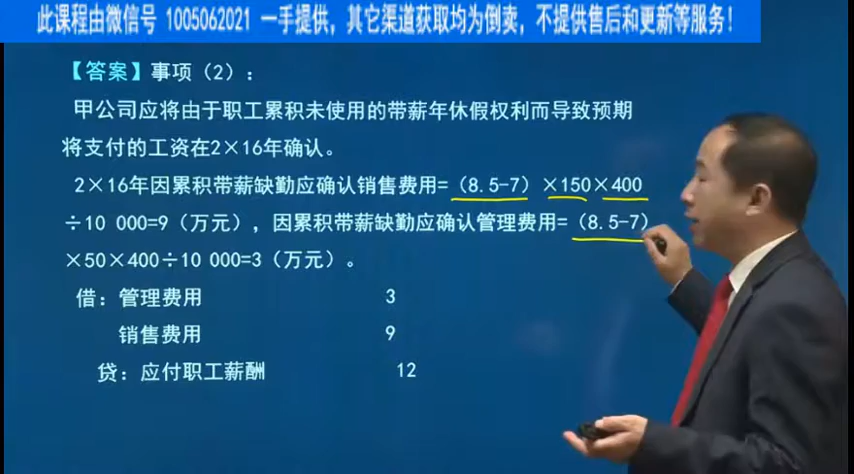 此课程由微信号 1005062021 一手提供，其它渠道获取均为倒卖，不提供售后和更新等服务！
【答案】事项（2）：
甲公司应将由于职工累积未使用的带薪年休假权利而导致预期
将支付的工资在2×16年确认。
2×16年因累积带薪缺勤应确认销售费用=（8.5-7）×150×400
÷10 000=9（万元），因累积带薪缺勤应确认管理费用=（8.5-7）
×50×400÷10 000=3（万元）。
借：管理费用 3
销售费用 9
贷：应付职工薪酬 12